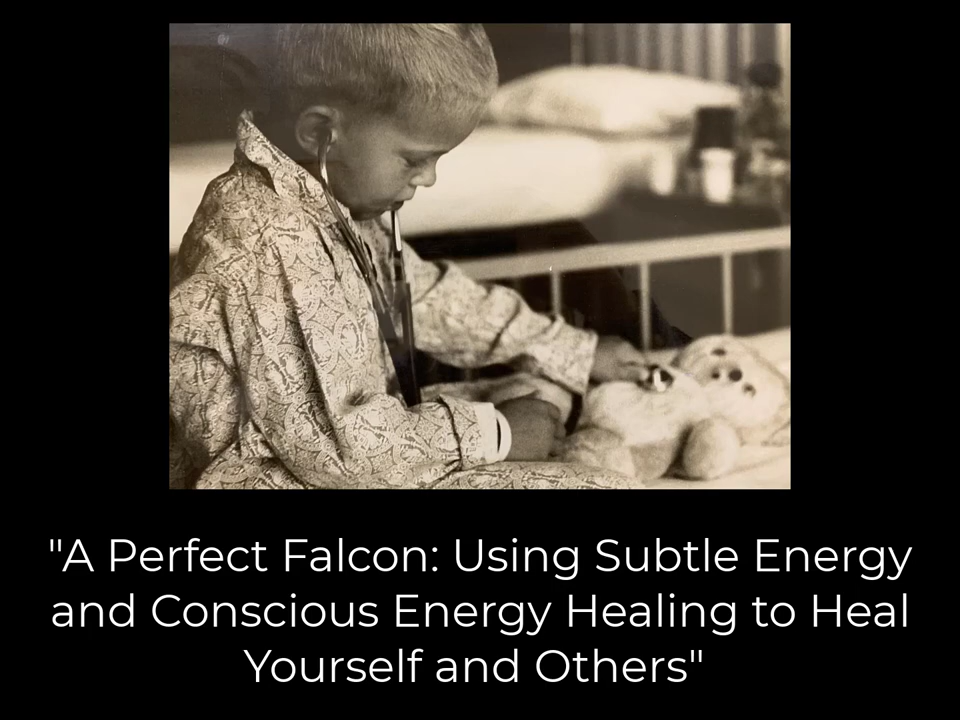 "A Perfect Falcon: Using Subtle Energy
and Conscious Energy Healing to Heal
Yourself and Others"